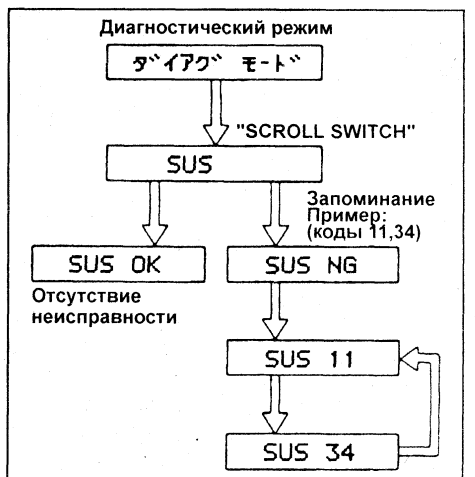 Диагностический режим
ダイアグ モード
"SCROLL SWITCH"
SUS
Запоминание
Пример:
(коды 11,34)
SUS OK
SUS NG
Отсутствие
неисправности
SUS 11
SUS 34